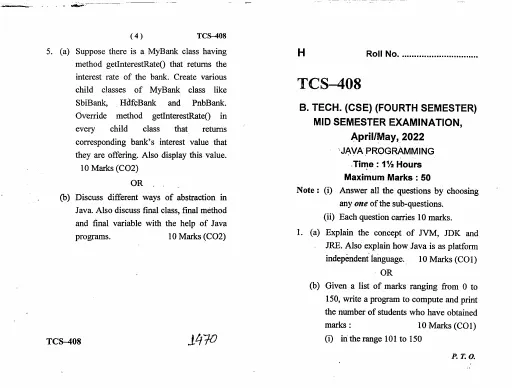 ( 4 ) TCS–408
5. (a) Suppose there is a MyBank class having
method getInterestRate() that returns the
interest rate of the bank. Create various
child classes of MyBank class like
SbiBank, HdfcBank and PnbBank.
Override method getInterestRate() in
every child class that returns
corresponding bank's interest value that
they are offering. Also display this value.
10 Marks (CO2)
OR
(b) Discuss different ways of abstraction in
Java. Also discuss final class, final method
and final variable with the help of Java
programs. 10 Marks (CO2)
TCS–408 1470
H Roll No. ................................
TCS–408
B. TECH. (CSE) (FOURTH SEMESTER)
MID SEMESTER EXAMINATION,
April/May, 2022
JAVA PROGRAMMING
Time : 1½ Hours
Maximum Marks : 50
Note : (i) Answer all the questions by choosing
any one of the sub-questions.
(ii) Each question carries 10 marks.
1. (a) Explain the concept of JVM, JDK and
JRE. Also explain how Java is as platform
independent language. 10 Marks (CO1)
OR
(b) Given a list of marks ranging from 0 to
150, write a program to compute and print
the number of students who have obtained
marks : 10 Marks (CO1)
(i) in the range 101 to 150
P. T. O.